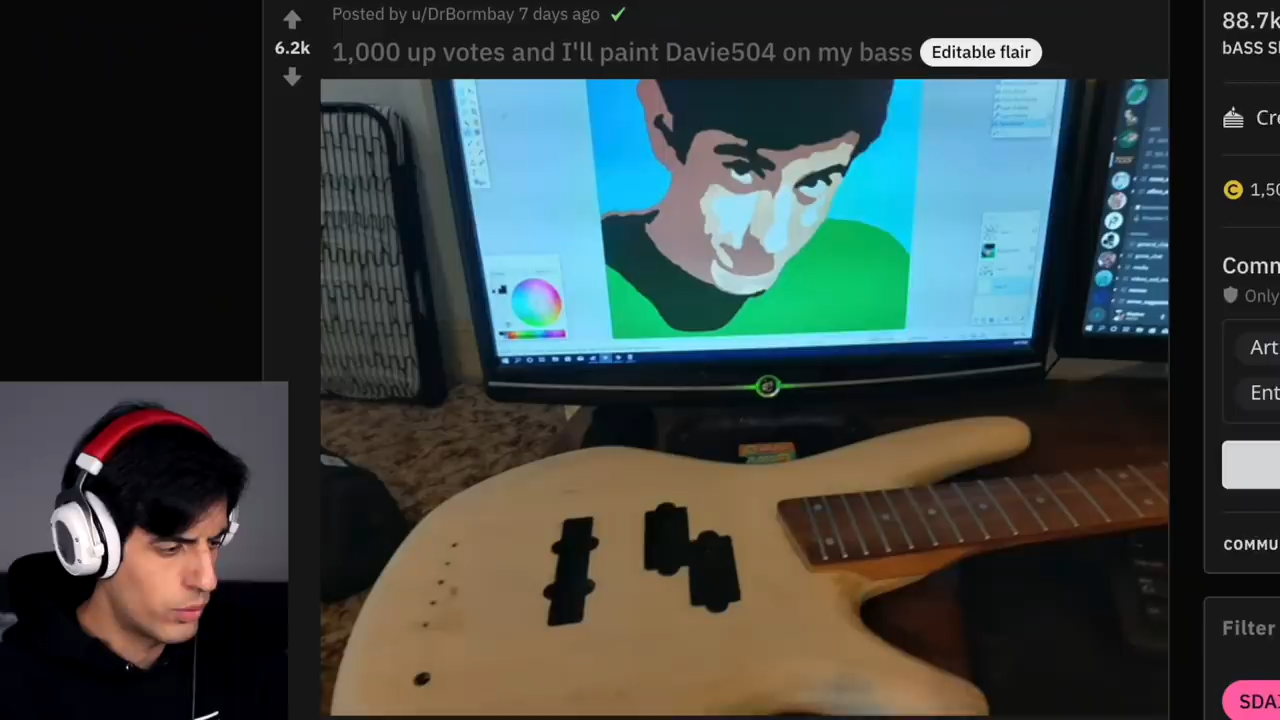 Posted by u/DrBormbay 7 days ago
6.2k
1,000 up votes and I'll paint Davie504 on my bass
Editable flair
88.7k
bASS S
Cre
1,50
Comm
Only
Art
Ent
COMMU
Filter
SDA